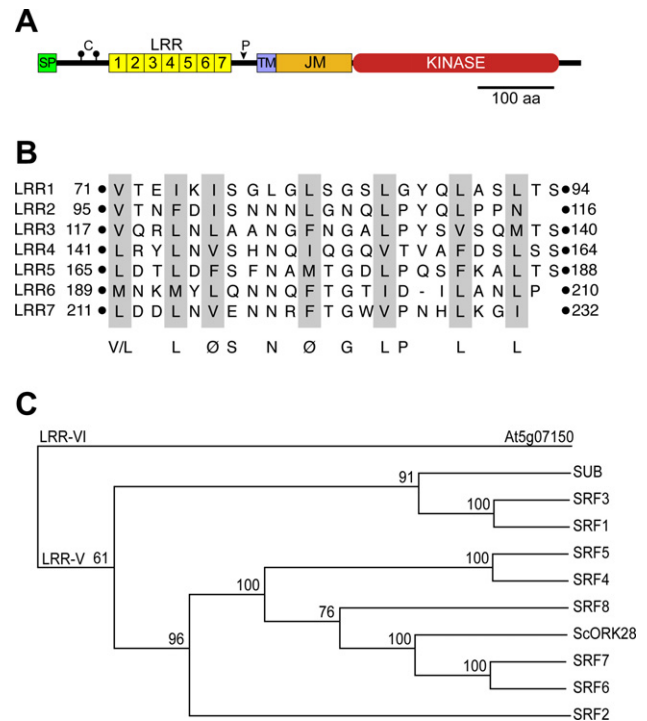 A
C LRR P
SP 1 2 3 4 5 6 7 TM JM KINASE
100 aa
B
LRR1 71 ● V T E I K I S G L G L S G S L G Y Q L A S L T S ● 94
LRR2 95 ● V T N F D I S N N N L G N Q L P Y Q L P P N ● 116
LRR3 117 ● V Q R L N L A A N G F N G A L P Y S V S Q M T S ● 140
LRR4 141 ● L R Y L N V S H N Q I Q G Q V T V A F D S L S S ● 164
LRR5 165 ● L D T L D F S F N A M T G D L P Q S F K A L T S ● 188
LRR6 189 ● M N K M Y L Q N N Q F T G T I D - I L A N L P ● 210
LRR7 211 ● L D D L N V E N N R F T G W V P N H L K G I ● 232
V/L L Ø S N Ø G L P L L
C
LRR-VI At5g07150
SUB
91
SRF3
100
SRF1
LRR-V 61
SRF5
100
SRF4
100
SRF8
76
ScORK28
96 100
SRF7
100
SRF6
SRF2